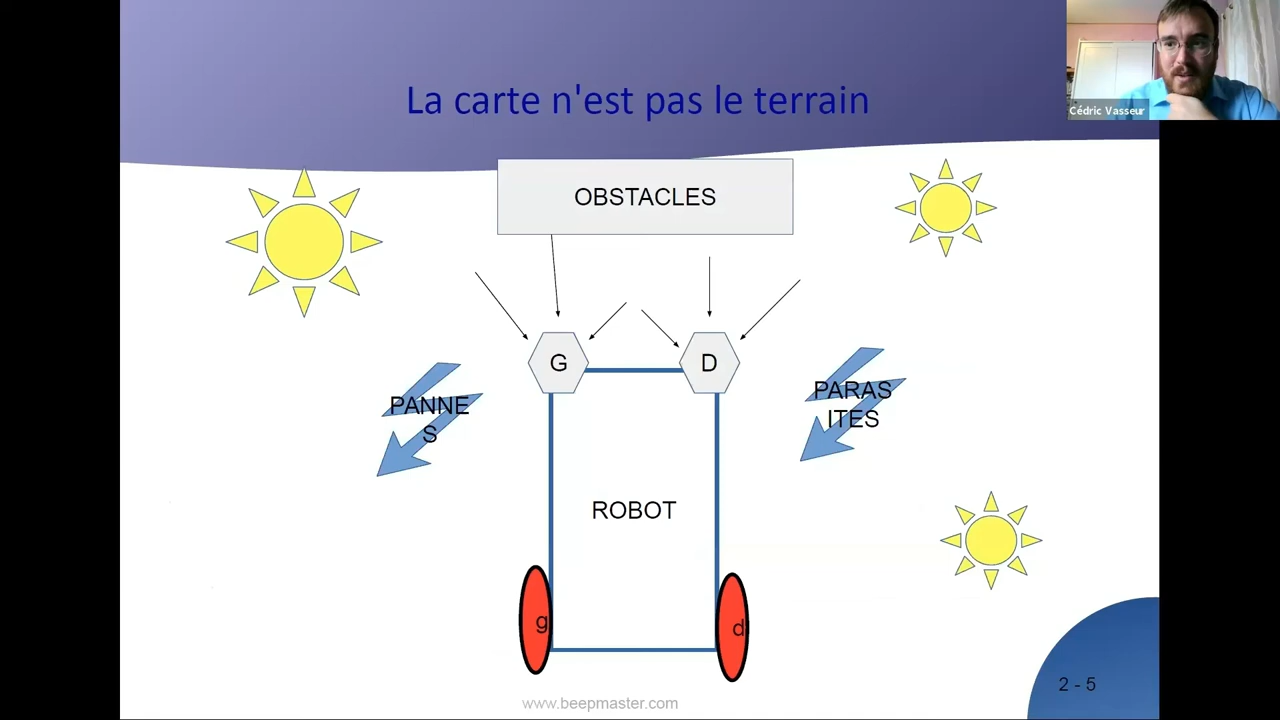 La carte n'est pas le terrain
Cédric Vasseur
OBSTACLES
G
D
PANNE
S
PARAS
ITES
ROBOT
g
d
2 - 5
www.beepmaster.com